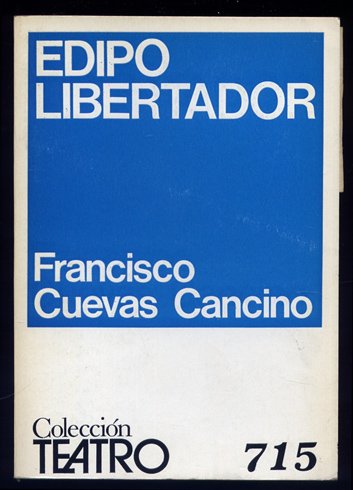 EDIPO
LIBERTADOR
Francisco
Cuevas Cancino
Colección
TEATRO
715